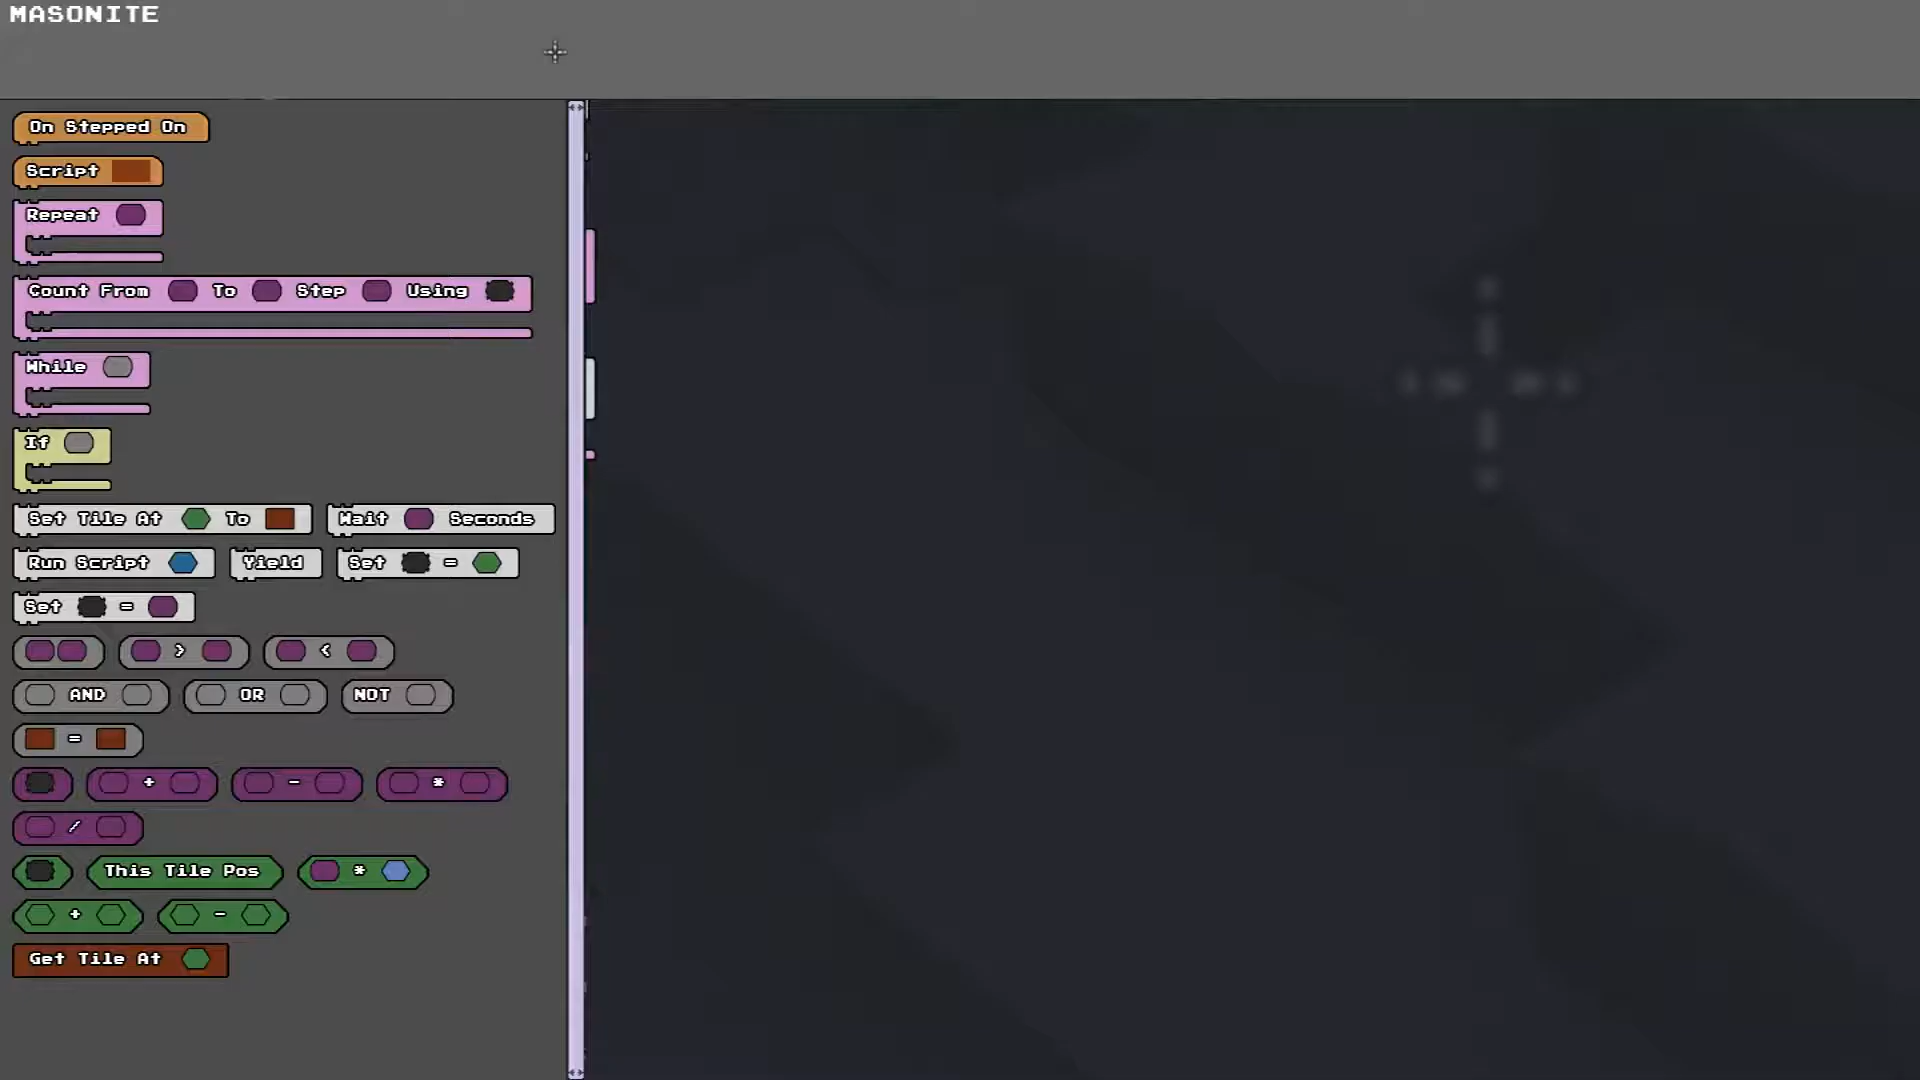 MASONITE
On Stepped On
Script
Repeat
Count From To Step Using
While
If
Set Tile At To
Wait Seconds
Run Script
Yield
Set =
Set =
>
<
AND
OR
NOT
=
+
-
*
/
This Tile Pos
*
+
-
Get Tile At